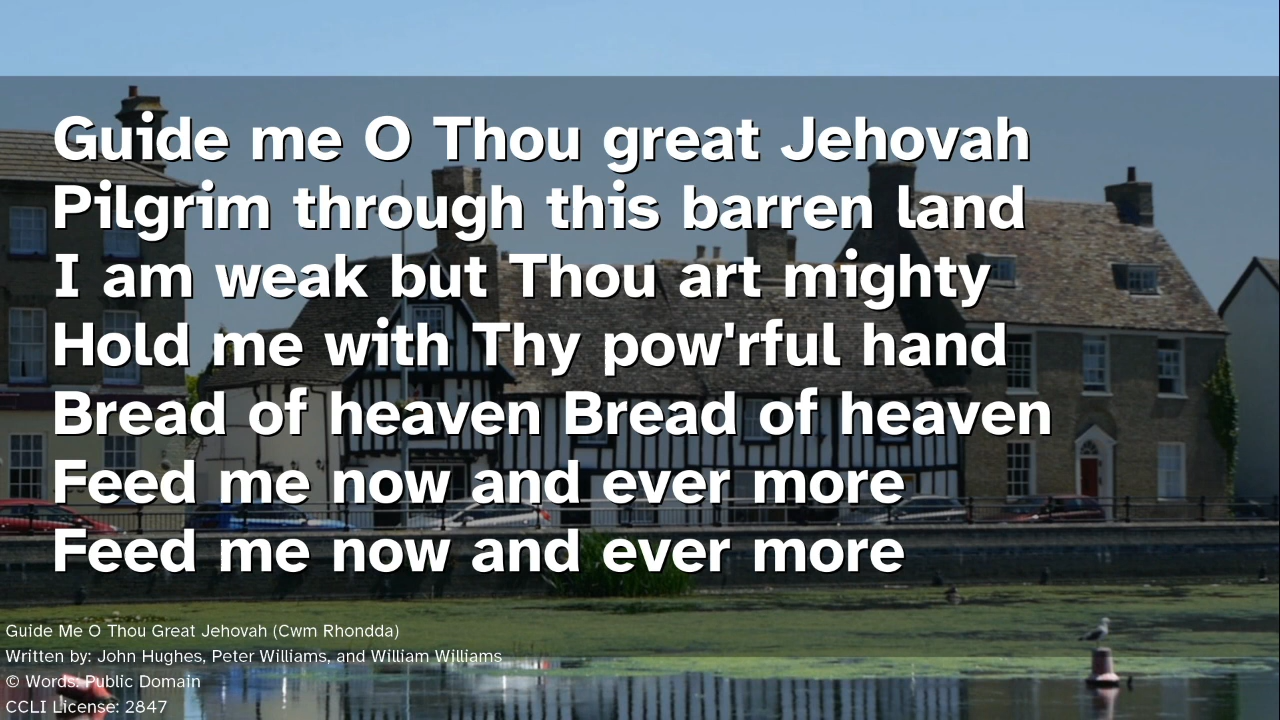 Guide me O Thou great Jehovah
Pilgrim through this barren land
I am weak but Thou art mighty
Hold me with Thy pow'rful hand
Bread of heaven Bread of heaven
Feed me now and ever more
Feed me now and ever more
Guide Me O Thou Great Jehovah (Cwm Rhondda)
Written by: John Hughes, Peter Williams, and William Williams
© Words: Public Domain
CCLI License: 2847